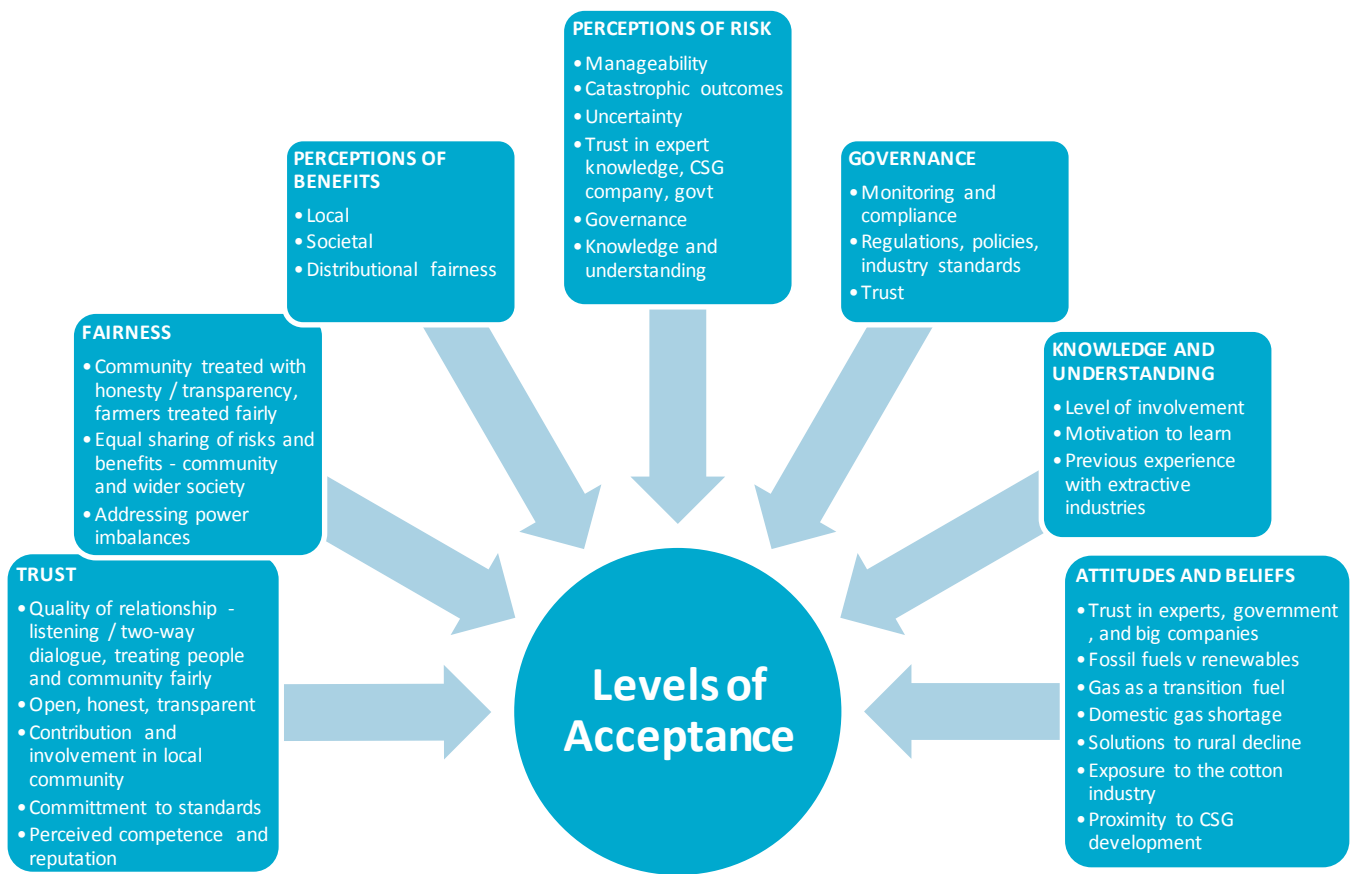 PERCEPTIONS OF RISK
•Manageability
•Catastrophic outcomes
•Uncertainty
•Trust in expert
knowledge, CSG
company, govt
•Governance
•Knowledge and
understanding
PERCEPTIONS OF
BENEFITS
•Local
•Societal
•Distributional fairness
GOVERNANCE
•Monitoring and
compliance
•Regulations, policies,
industry standards
•Trust
FAIRNESS
•Community treated with
honesty / transparency,
farmers treated fairly
•Equal sharing of risks and
benefits - community
and wider society
•Addressing power
imbalances
KNOWLEDGE AND
UNDERSTANDING
•Level of involvement
•Motivation to learn
•Previous experience
with extractive
industries
TRUST
•Quality of relationship -
listening / two-way
dialogue, treating people
and community fairly
•Open, honest, transparent
•Contribution and
involvement in local
community
•Committment to standards
•Perceived competence and
reputation
ATTITUDES AND BELIEFS
•Trust in experts, government
, and big companies
•Fossil fuels v renewables
•Gas as a transition fuel
•Domestic gas shortage
•Solutions to rural decline
•Exposure to the cotton
industry
•Proximity to CSG
development
Levels of
Acceptance